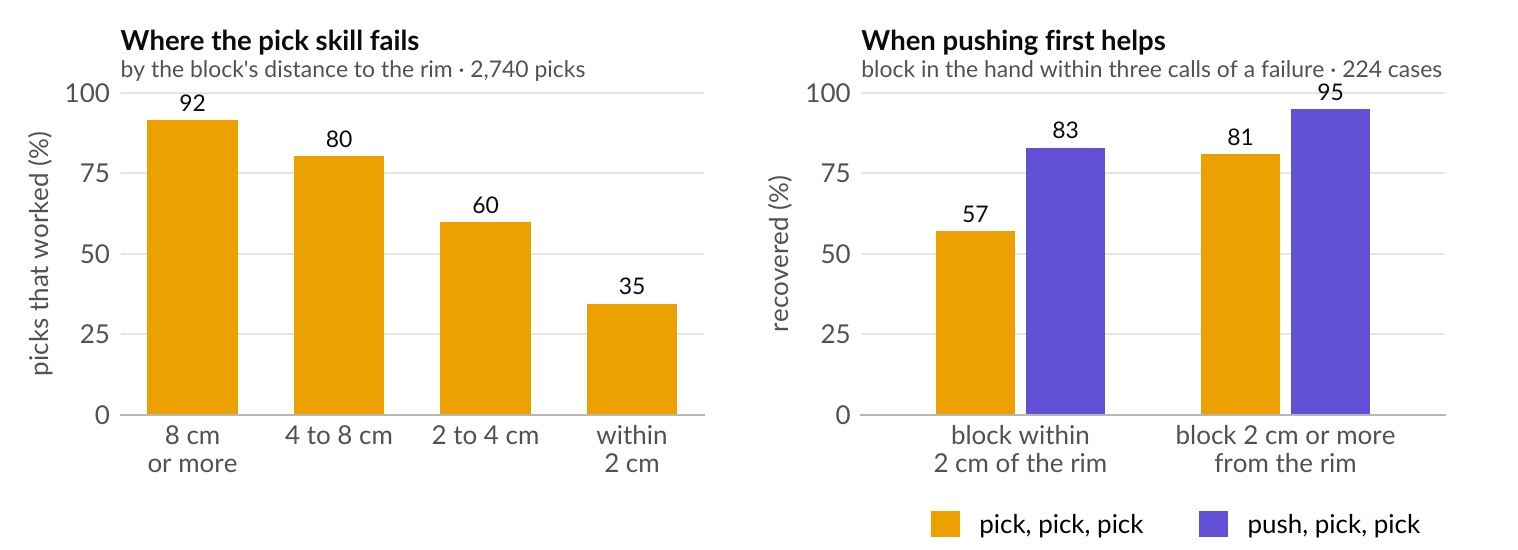 Where the pick skill fails
by the block's distance to the rim · 2,740 picks
picks that worked (%)
100
75
50
25
0
92
80
60
35
8 cm
or more
4 to 8 cm
2 to 4 cm
within
2 cm
When pushing first helps
block in the hand within three calls of a failure · 224 cases
recovered (%)
100
75
50
25
0
57
83
81
95
block within
2 cm of the rim
block 2 cm or more
from the rim
pick, pick, pick
push, pick, pick